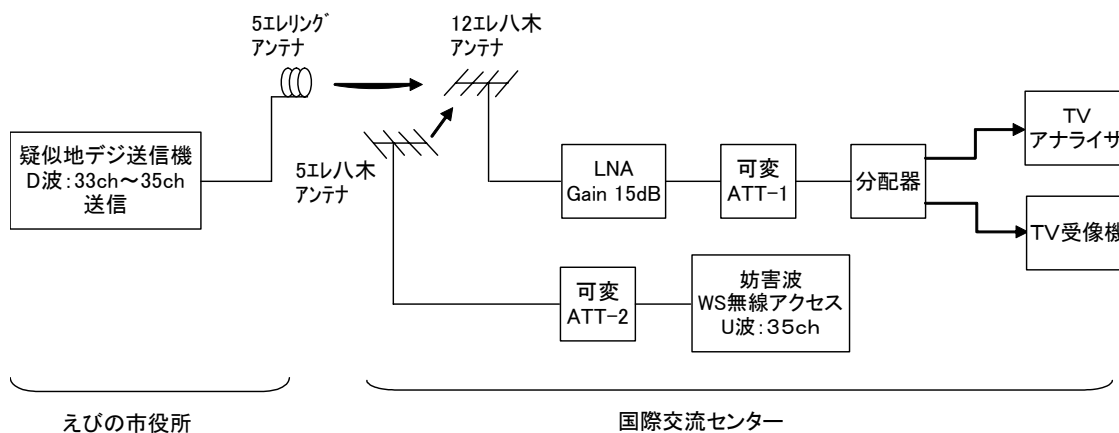 5エレリング
アンテナ
12エレ八木
アンテナ
疑似地デジ送信機
D波：33ch～35ch
送信
5エレ八木
アンテナ
LNA
Gain 15dB
可変
ATT-1
分配器
TV
アナライザ
TV受像機
可変
ATT-2
妨害波
WS無線アクセス
U波：35ch
えびの市役所
国際交流センター